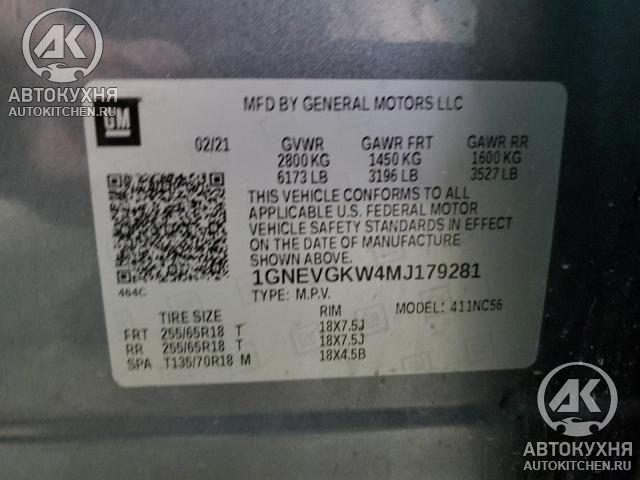 АВТОКУХНЯ
AUTOKITCHEN.RU
GM
MFD BY GENERAL MOTORS LLC
02/21 GVWR GAWR FRT GAWR RR
2800 KG 1450 KG 1600 KG
6173 LB 3196 LB 3527 LB
THIS VEHICLE CONFORMS TO ALL
APPLICABLE U.S. FEDERAL MOTOR
VEHICLE SAFETY STANDARDS IN EFFECT
ON THE DATE OF MANUFACTURE
SHOWN ABOVE.
1GNEVGKW4MJ179281
464C
TYPE: M.P.V. MODEL: 411NC56
TIRE SIZE RIM
FRT 255/65R18 T 18X7.5J
RR 255/65R18 T 18X7.5J
SPA T135/70R18 M 18X4.5B
АК
АВТОКУХНЯ
AUTOKITCHEN.RU